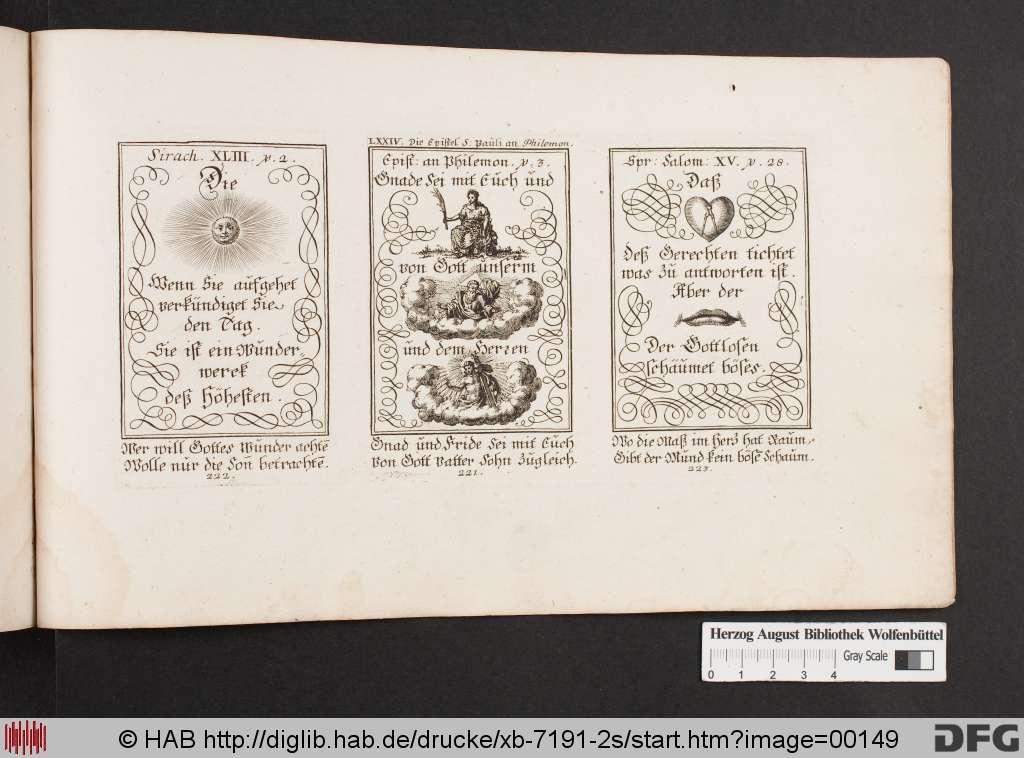 Sirach. XLIII. v. 2.
Die
Wenn Sie aufgehet
verkündiget Sie
den Tag.
Sie ist ein Wunder-
werck
deß Höhesten.
Wer will Gottes Wunder achtē
Wolle nur die Son betrachtē.
222.
LXXIV. Die Epistel S. Pauli an Philemon.
Epist: an Philemon. v. 3.
Gnade Sei mit Euch und
von Gott unserm
und dem Herren
Gnad und Fride Sei mit Euch
von Gott vatter Sohn Zugleich.
221.
Spr: Salom: XV. v. 28.
Daß
deß Gerechten tichtet
was Zu antworten ist.
Aber der
Der Gottlosen
schäumet böses.
Wo die Maß im Herz hat Raum,
Gibt der Mund kein böse Schaum.
223.
Herzog August Bibliothek Wolfenbüttel
Gray Scale
0 1 2 3 4
© HAB http://diglib.hab.de/drucke/xb-7191-2s/start.htm?image=00149
DFG